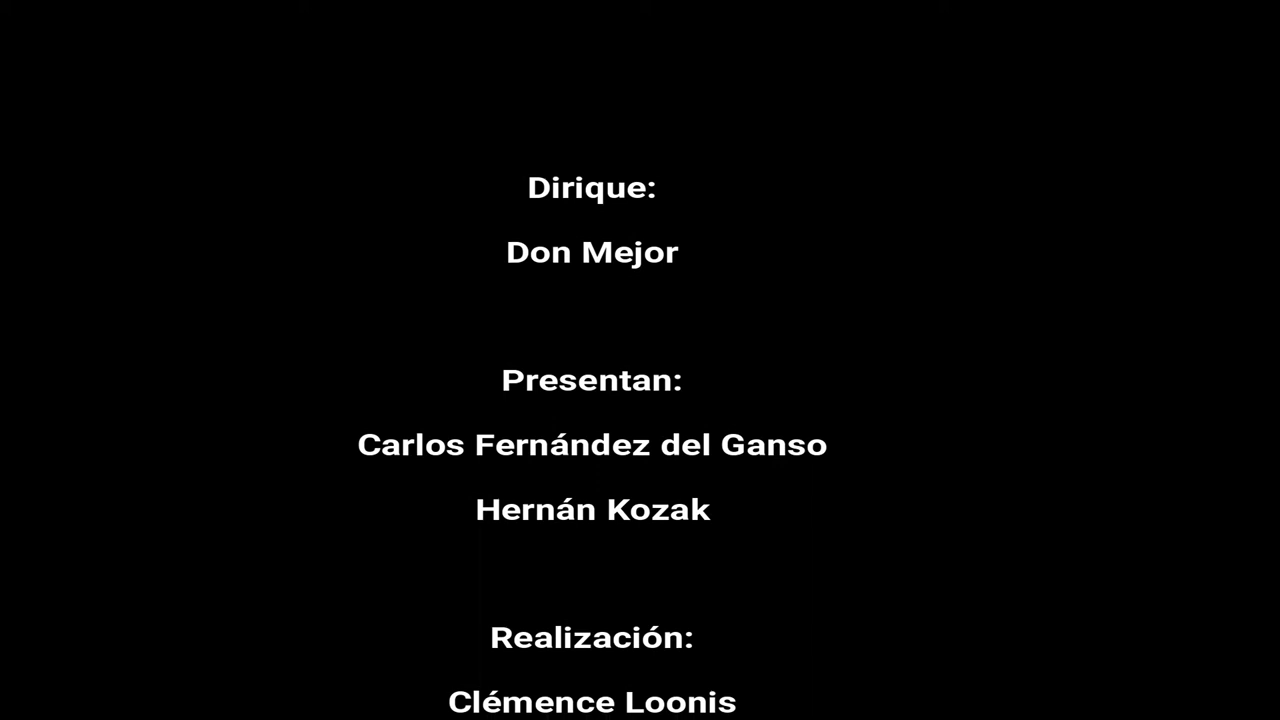 Dirique:
Don Mejor
Presentan:
Carlos Fernández del Ganso
Hernán Kozak
Realización:
Clémence Loonis